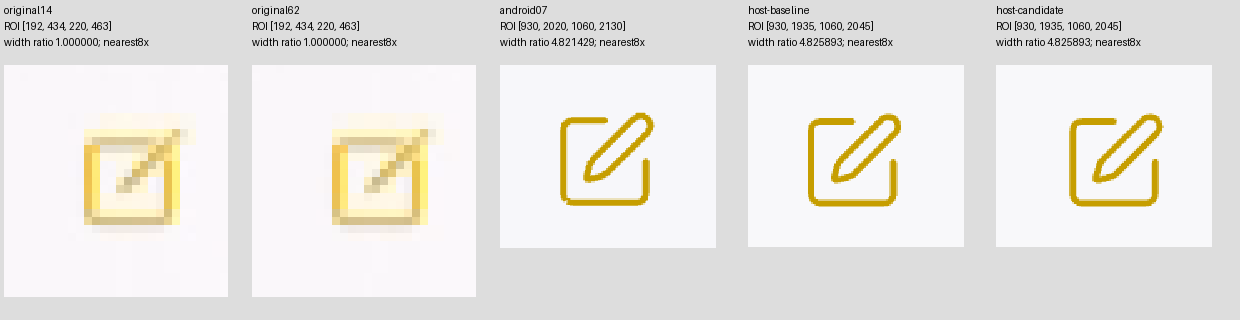 original14
ROI [192, 434, 220, 463]
width ratio 1.000000; nearest8x
original62
ROI [192, 434, 220, 463]
width ratio 1.000000; nearest8x
android07
ROI [930, 2020, 1060, 2130]
width ratio 4.821429; nearest8x
host-baseline
ROI [930, 1935, 1060, 2045]
width ratio 4.825893; nearest8x
host-candidate
ROI [930, 1935, 1060, 2045]
width ratio 4.825893; nearest8x